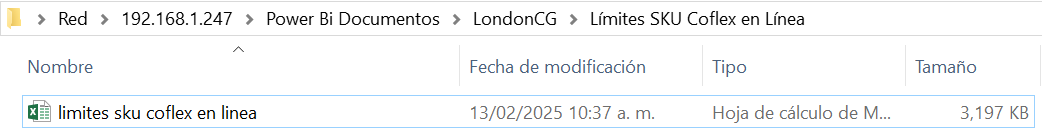 Red > 192.168.1.247 > Power Bi Documentos > LondonCG > Límites SKU Coflex en Línea
Nombre Fecha de modificación Tipo Tamaño
limites sku coflex en linea 13/02/2025 10:37 a. m. Hoja de cálculo de M... 3,197 KB